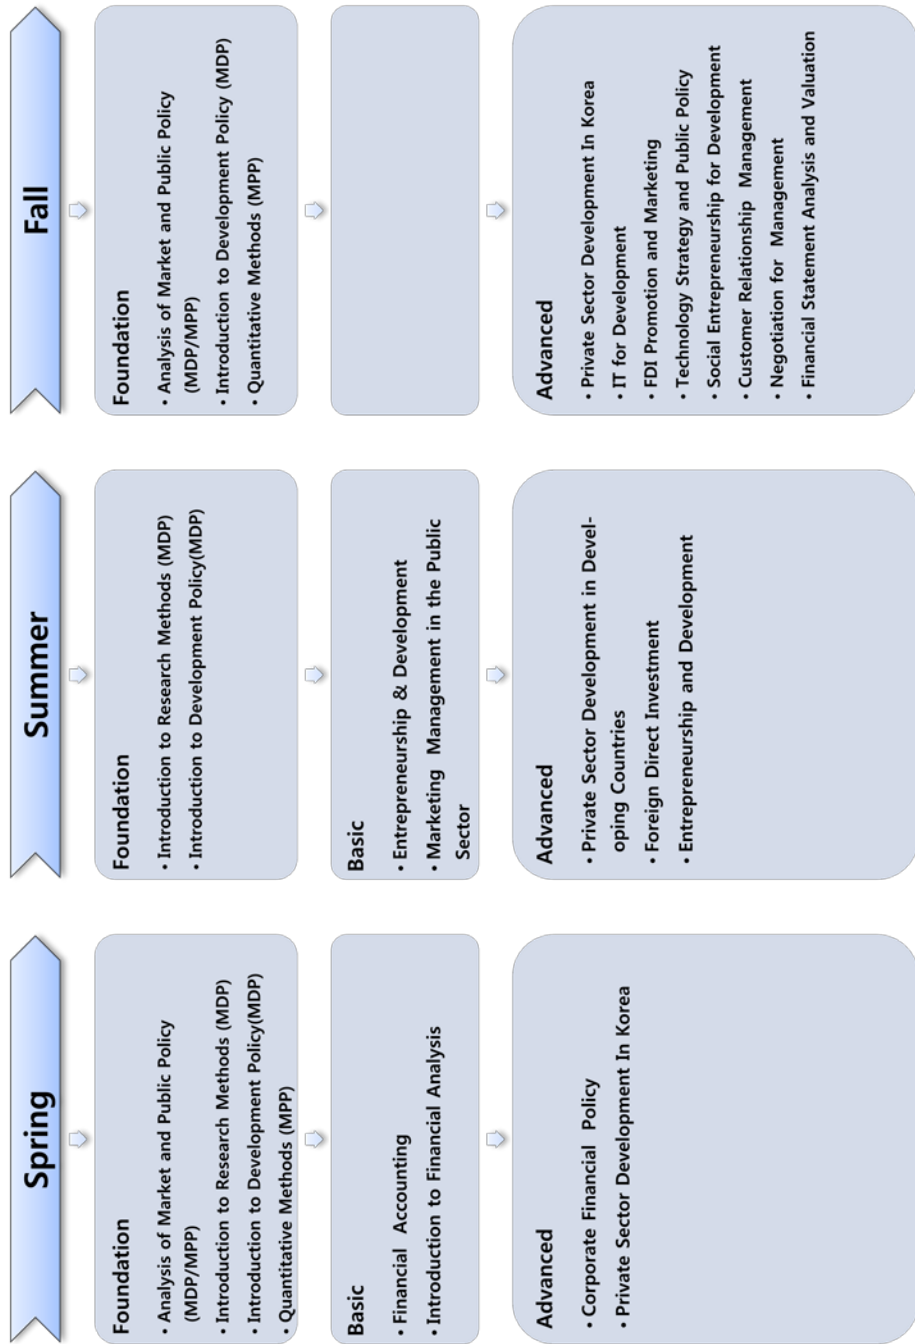 Spring
Foundation
• Analysis of Market and Public Policy
(MDP/MPP)
• Introduction to Research Methods (MDP)
• Introduction to Development Policy(MDP)
• Quantitative Methods (MPP)
Basic
• Financial Accounting
• Introduction to Financial Analysis
Advanced
• Corporate Financial Policy
• Private Sector Development In Korea
Summer
Foundation
• Introduction to Research Methods (MDP)
• Introduction to Development Policy(MDP)
Basic
• Entrepreneurship & Development
• Marketing Management in the Public
Sector
Advanced
• Private Sector Development in Devel-
oping Countries
• Foreign Direct Investment
• Entrepreneurship and Development
Fall
Foundation
• Analysis of Market and Public Policy
(MDP/MPP)
• Introduction to Development Policy (MDP)
• Quantitative Methods (MPP)
Advanced
• Private Sector Development In Korea
• IT for Development
• FDI Promotion and Marketing
• Technology Strategy and Public Policy
• Social Entrepreneurship for Development
• Customer Relationship Management
• Negotiation for Management
• Financial Statement Analysis and Valuation